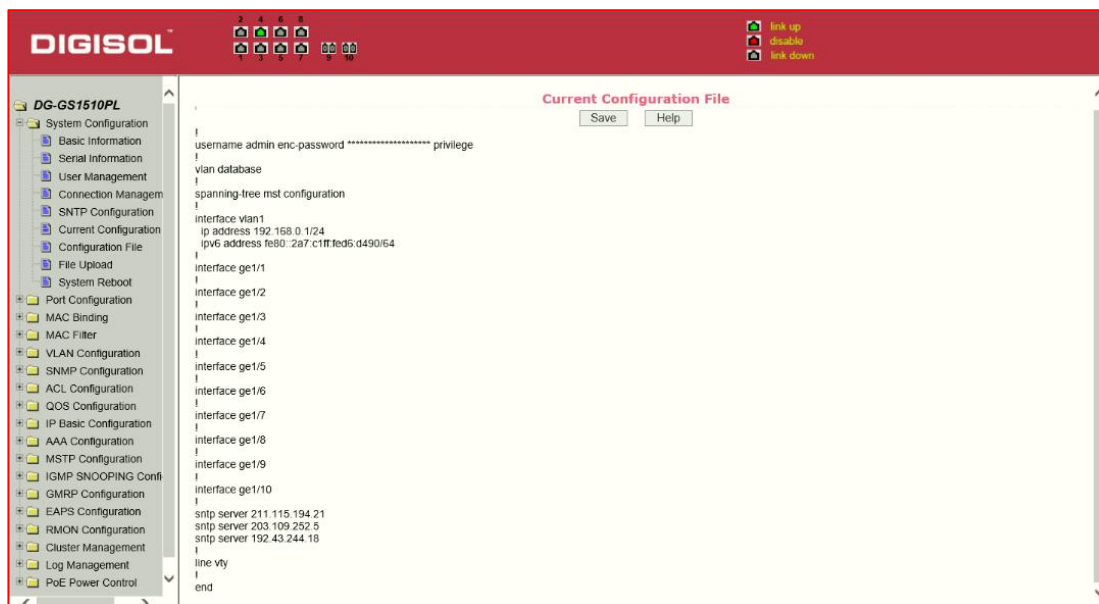 DIGISOL™
2 4 6 8
1 3 5 7 9 10
link up
disable
link down
DG-GS1510PL
System Configuration
Basic Information
Serial Information
User Management
Connection Managem
SNTP Configuration
Current Configuration
Configuration File
File Upload
System Reboot
Port Configuration
MAC Binding
MAC Filter
VLAN Configuration
SNMP Configuration
ACL Configuration
QOS Configuration
IP Basic Configuration
AAA Configuration
MSTP Configuration
IGMP SNOOPING Confi
GMRP Configuration
EAPS Configuration
RMON Configuration
Cluster Management
Log Management
PoE Power Control
Current Configuration File
Save Help
!
username admin enc-password ******************** privilege
!
vlan database
!
spanning-tree mst configuration
!
interface vlan1
ip address 192.168.0.1/24
ipv6 address fe80::2a7:c1ff:fed6:d490/64
!
interface ge1/1
!
interface ge1/2
!
interface ge1/3
!
interface ge1/4
!
interface ge1/5
!
interface ge1/6
!
interface ge1/7
!
interface ge1/8
!
interface ge1/9
!
interface ge1/10
!
sntp server 211.115.194.21
sntp server 203.109.252.5
sntp server 192.43.244.18
!
line vty
!
end